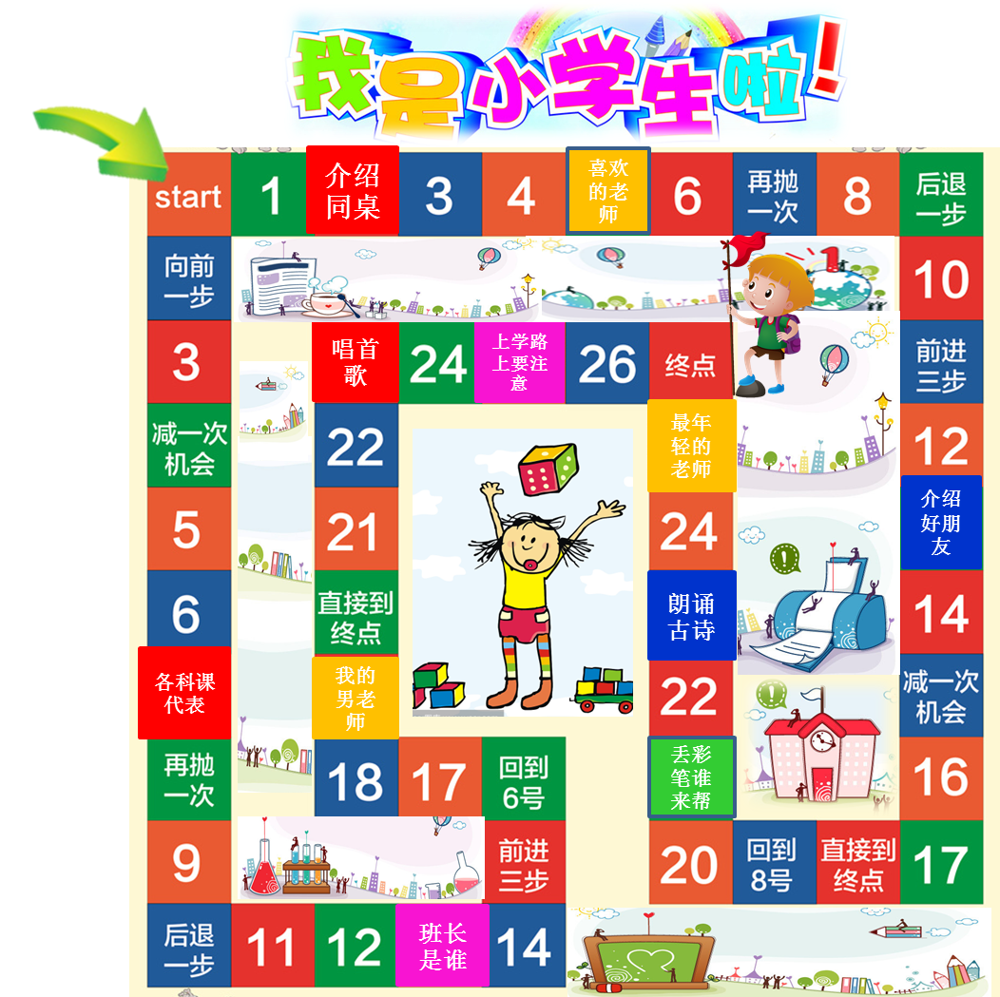 我是小学生啦!
start
1
介绍
同桌
3
4
喜欢
的老
师
6
再抛
一次
8
后退
一步
向前
一步
10
3
唱首
歌
24
上学路
上要注
意
26
终点
前进
三步
减一次
机会
22
最年
轻的
老师
12
5
21
24
介绍
好朋
友
6
直接到
终点
朗诵
古诗
14
各科课
代表
我的
男老
师
22
减一次
机会
再抛
一次
18
17
回到
6号
丢彩
笔谁
来帮
16
9
前进
三步
20
回到
8号
直接到
终点
17
后退
一步
11
12
班长
是谁
14